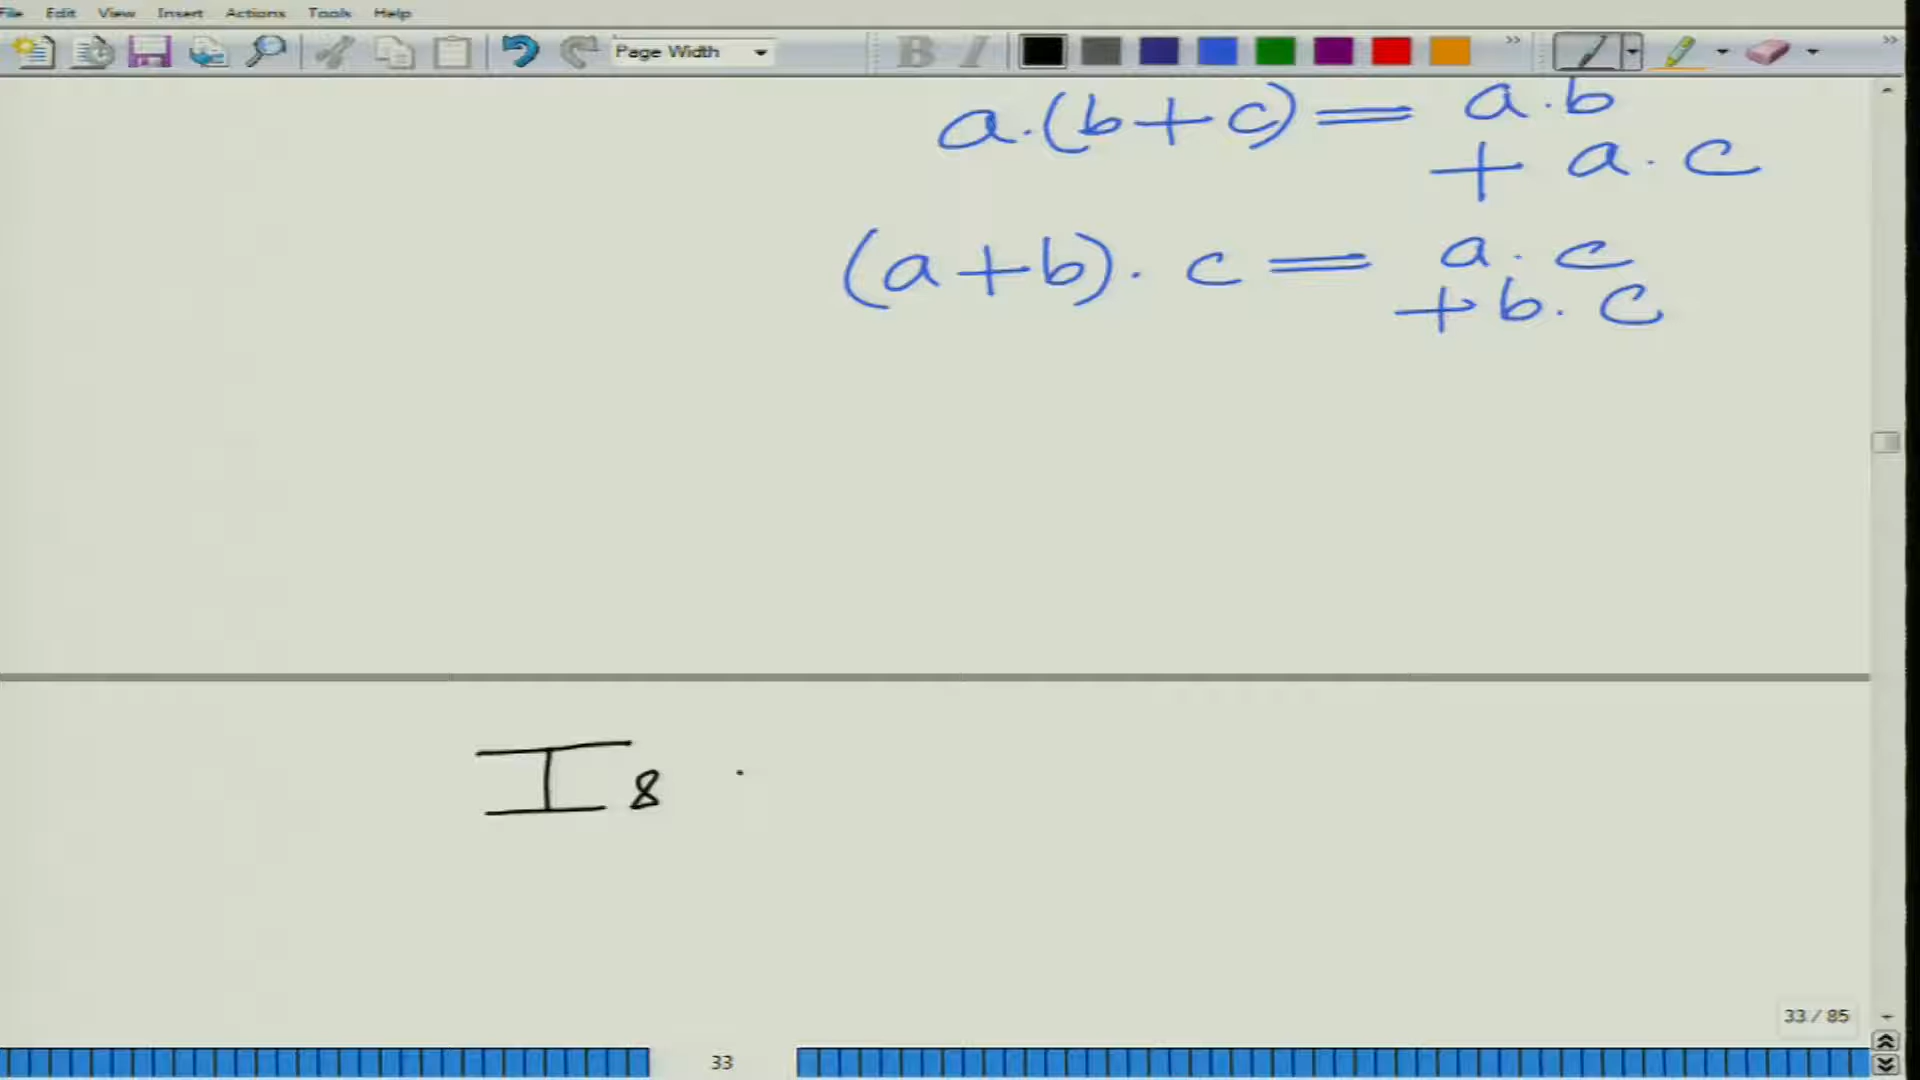 File Edit View Insert Actions Tools Help
Page Width
B I
a.(b+c) = a.b
+ a.c
(a+b).c = a.c
+b.c
I8 .
33 / 85
33